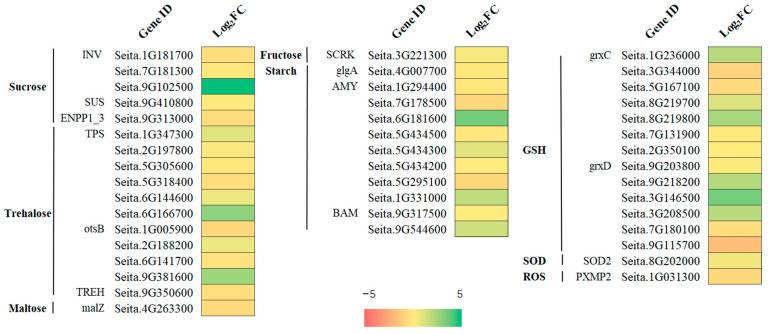 Gene ID Log2FC
Sucrose
INV Seita.1G181700
Seita.7G181300
Seita.9G102500
SUS Seita.9G410800
ENPP1_3 Seita.9G313000
Trehalose
TPS Seita.1G347300
Seita.2G197800
Seita.5G305600
Seita.5G318400
Seita.6G144600
Seita.6G166700
otsB Seita.1G005900
Seita.2G188200
Seita.6G141700
Seita.9G381600
TREH Seita.9G350600
Maltose malZ Seita.4G263300
Gene ID Log2FC
Fructose SCRK Seita.3G221300
Starch glgA Seita.4G007700
AMY Seita.1G294400
Seita.7G178500
Seita.6G181600
Seita.5G434500
Seita.5G434300
Seita.5G434200
Seita.5G295100
Seita.1G331000
BAM Seita.9G317500
Seita.9G544600
Gene ID Log2FC
GSH
grxC Seita.1G236000
Seita.3G344000
Seita.5G167100
Seita.8G219700
Seita.8G219800
Seita.7G131900
Seita.2G350100
grxD Seita.9G203800
Seita.9G218200
Seita.3G146500
Seita.3G208500
Seita.7G180100
Seita.9G115700
SOD SOD2 Seita.8G202000
ROS PXMP2 Seita.1G031300
−5 5